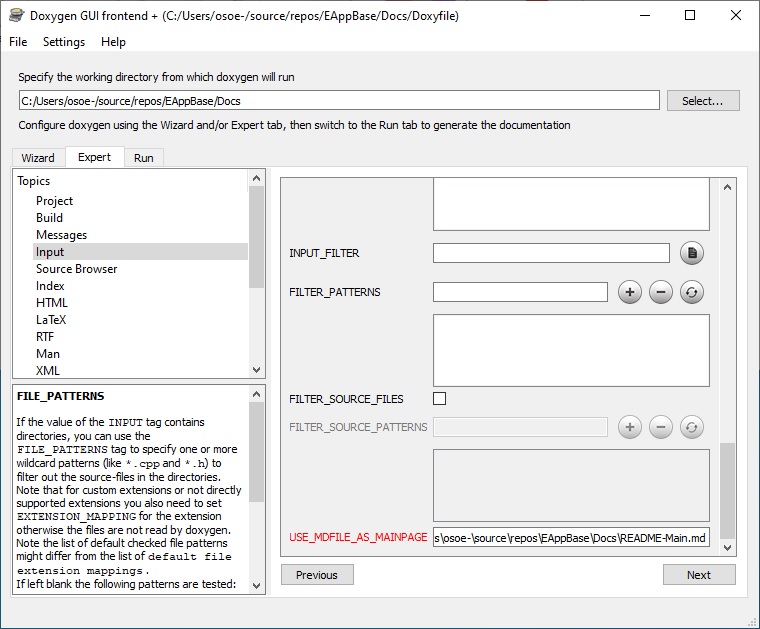 Doxygen GUI frontend + (C:/Users/osoe-/source/repos/EAppBase/Docs/Doxyfile)
File Settings Help
Specify the working directory from which doxygen will run
C:/Users/osoe-/source/repos/EAppBase/Docs
Select...
Configure doxygen using the Wizard and/or Expert tab, then switch to the Run tab to generate the documentation
Wizard Expert Run
Topics
Project
Build
Messages
Input
Source Browser
Index
HTML
LaTeX
RTF
Man
XML
FILE_PATTERNS
If the value of the INPUT tag contains
directories, you can use the
FILE_PATTERNS tag to specify one or more
wildcard patterns (like *.cpp and *.h) to
filter out the source-files in the directories.
Note that for custom extensions or not directly
supported extensions you also need to set
EXTENSION_MAPPING for the extension
otherwise the files are not read by doxygen.
Note the list of default checked file patterns
might differ from the list of default file
extension mappings.
If left blank the following patterns are tested:
INPUT_FILTER
FILTER_PATTERNS
FILTER_SOURCE_FILES
FILTER_SOURCE_PATTERNS
USE_MDFILE_AS_MAINPAGE s\osoe-\source\repos\EAppBase\Docs\README-Main.md
Previous
Next